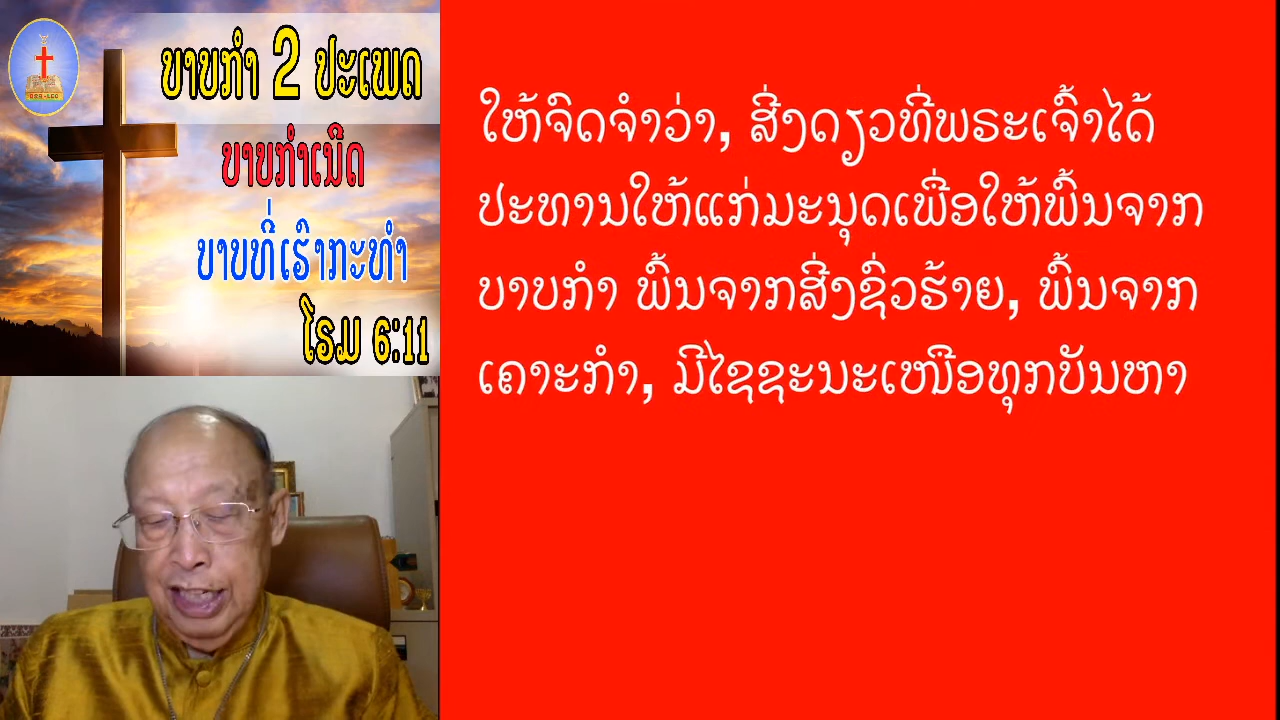 ບາບກຳ 2 ປະເພດ
ບາບກຳເນີດ
ບາບທີ່ເຮົາກະທຳ
ໂຣມ 6:11
ໃຫ້ຈົດຈຳວ່າ, ສິ່ງດຽວທີ່ພຣະເຈົ້າໄດ້
ປະທານໃຫ້ແກ່ມະນຸດເພື່ອໃຫ້ພົ້ນຈາກ
ບາບກຳ ພົ້ນຈາກສິ່ງຊົ່ວຮ້າຍ, ພົ້ນຈາກ
ເຄາະກຳ, ມີໄຊຊະນະເໜືອທຸກບັນຫາ